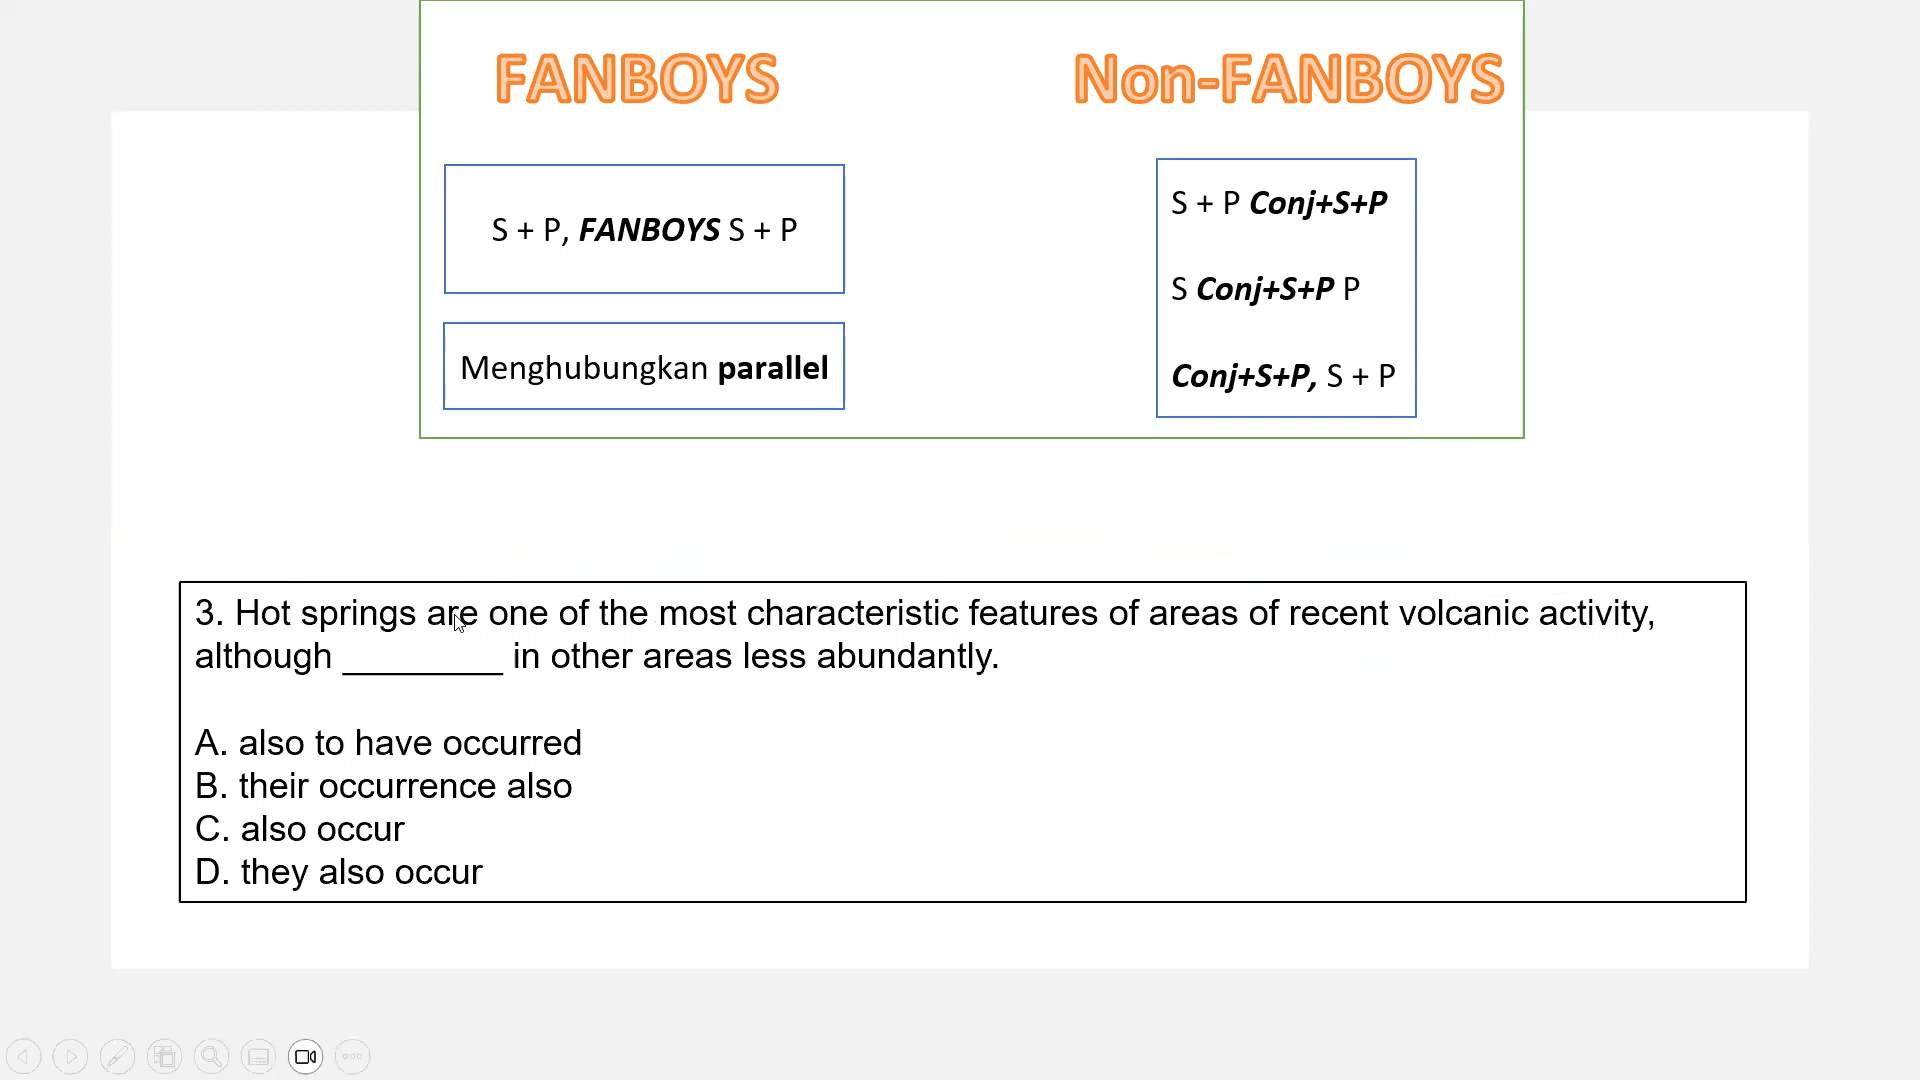 FANBOYS
Non-FANBOYS
S + P, FANBOYS S + P
Menghubungkan parallel
S + P Conj+S+P
S Conj+S+P P
Conj+S+P, S + P
3. Hot springs are one of the most characteristic features of areas of recent volcanic activity,
although ________ in other areas less abundantly.
A. also to have occurred
B. their occurrence also
C. also occur
D. they also occur